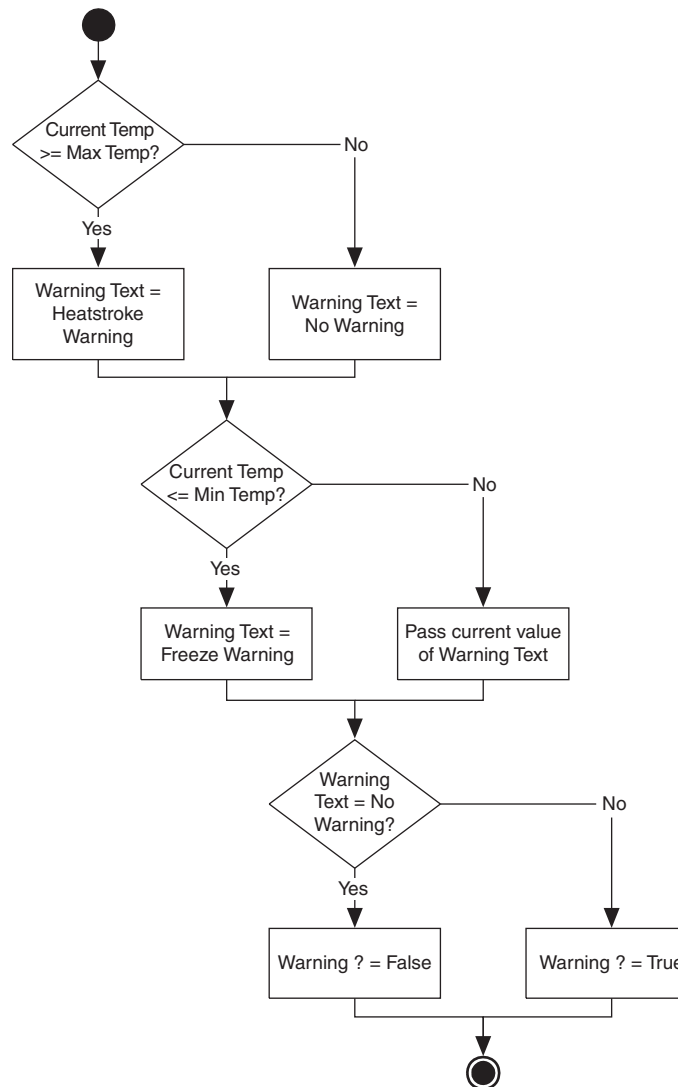 Current Temp
>= Max Temp?
No
Yes
Warning Text =
Heatstroke
Warning
Warning Text =
No Warning
Current Temp
<= Min Temp?
No
Yes
Warning Text =
Freeze Warning
Pass current value
of Warning Text
Warning
Text = No
Warning?
No
Yes
Warning ? = False
Warning ? = True